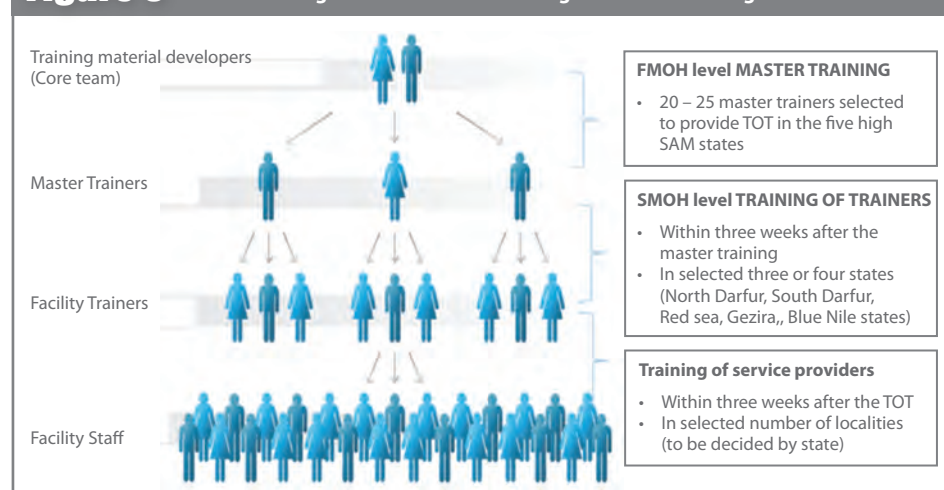 Training material developers
(Core team)
Master Trainers
Facility Trainers
Facility Staff
FMOH level MASTER TRAINING
• 20 – 25 master trainers selected
to provide TOT in the five high
SAM states
SMOH level TRAINING OF TRAINERS
• Within three weeks after the
master training
• In selected three or four states
(North Darfur, South Darfur,
Red sea, Gezira,, Blue Nile states)
Training of service providers
• Within three weeks after the TOT
• In selected number of localities
(to be decided by state)